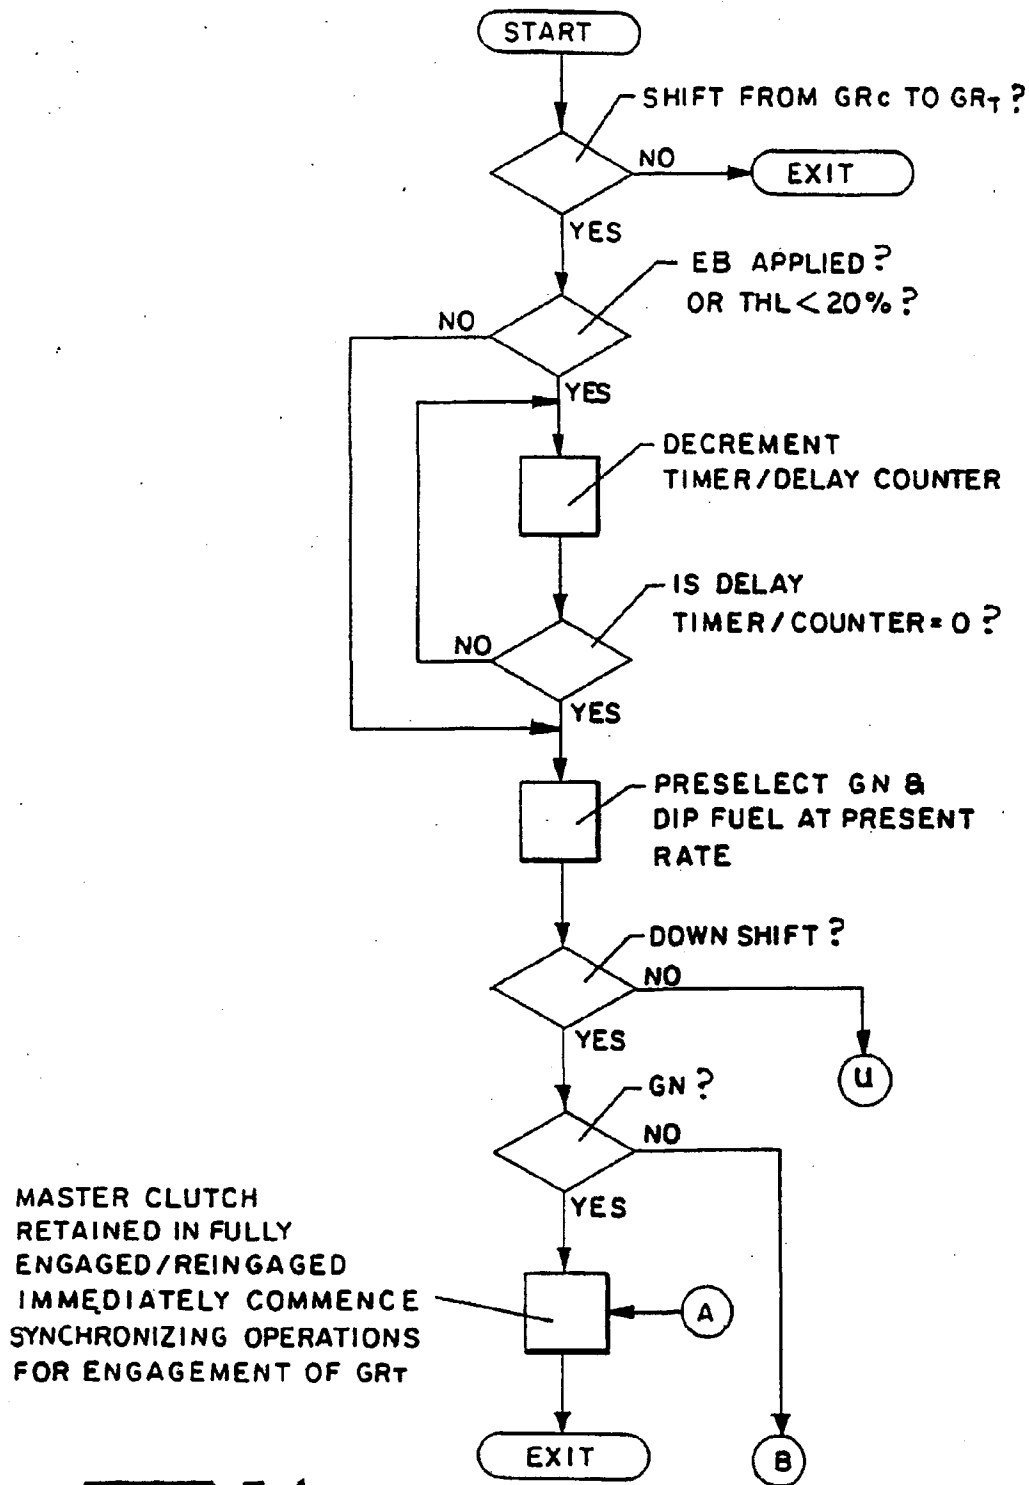 START
SHIFT FROM GRc TO GRT?
NO
EXIT
YES
EB APPLIED?
OR THL<20%?
NO
YES
DECREMENT
TIMER/DELAY COUNTER
IS DELAY
TIMER/COUNTER=0?
NO
YES
PRESELECT GN &
DIP FUEL AT PRESENT
RATE
DOWN SHIFT?
NO
YES
U
GN?
NO
YES
MASTER CLUTCH
RETAINED IN FULLY
ENGAGED/REINGAGED
IMMEDIATELY COMMENCE
SYNCHRONIZING OPERATIONS
FOR ENGAGEMENT OF GRT
A
EXIT
B